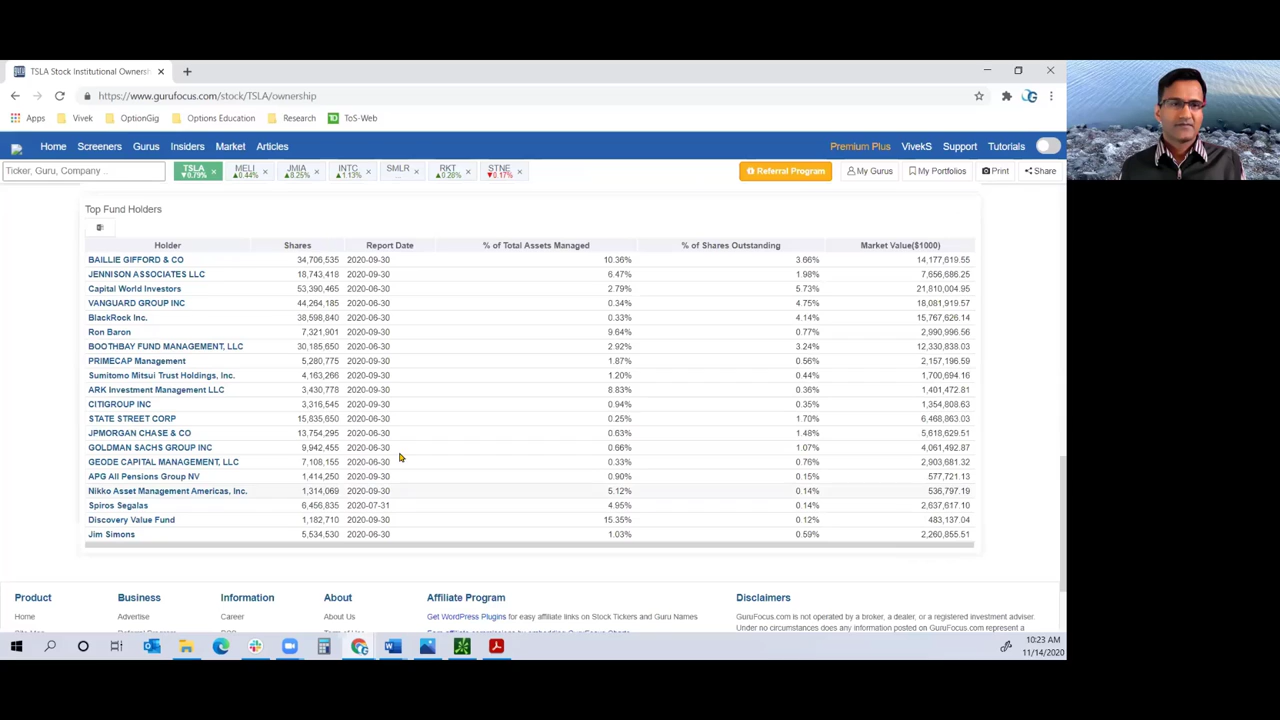 TSLA Stock Institutional Ownersh
https://www.gurufocus.com/stock/TSLA/ownership
Apps Vivek OptionGig Options Education Research ToS-Web
Home Screeners Gurus Insiders Market Articles Premium Plus VivekS Support Tutorials
Ticker, Guru, Company .. TSLA MELI JMIA INTC SMLR RKT STNE Referral Program My Gurus My Portfolios Print Share
▼0.79% ▲0.44% ▲8.25% ▲1.13% ... ▲0.28% ▼0.17%
Top Fund Holders
Holder Shares Report Date % of Total Assets Managed % of Shares Outstanding Market Value($1000)
BAILLIE GIFFORD & CO 34,706,535 2020-09-30 10.36% 3.66% 14,177,619.55
JENNISON ASSOCIATES LLC 18,743,418 2020-09-30 6.47% 1.98% 7,656,686.25
Capital World Investors 53,390,465 2020-06-30 2.79% 5.73% 21,810,004.95
VANGUARD GROUP INC 44,264,185 2020-06-30 0.34% 4.75% 18,081,919.57
BlackRock Inc. 38,598,840 2020-06-30 0.33% 4.14% 15,767,626.14
Ron Baron 7,321,901 2020-09-30 9.64% 0.77% 2,990,996.56
BOOTHBAY FUND MANAGEMENT, LLC 30,185,650 2020-06-30 2.92% 3.24% 12,330,838.03
PRIMECAP Management 5,280,775 2020-09-30 1.87% 0.56% 2,157,196.59
Sumitomo Mitsui Trust Holdings, Inc. 4,163,266 2020-09-30 1.20% 0.44% 1,700,694.16
ARK Investment Management LLC 3,430,778 2020-09-30 8.83% 0.36% 1,401,472.81
CITIGROUP INC 3,316,545 2020-09-30 0.94% 0.35% 1,354,808.63
STATE STREET CORP 15,835,650 2020-06-30 0.25% 1.70% 6,468,863.03
JPMORGAN CHASE & CO 13,754,295 2020-06-30 0.63% 1.48% 5,618,629.51
GOLDMAN SACHS GROUP INC 9,942,455 2020-06-30 0.66% 1.07% 4,061,492.87
GEODE CAPITAL MANAGEMENT, LLC 7,108,155 2020-06-30 0.33% 0.76% 2,903,681.32
APG All Pensions Group NV 1,414,250 2020-09-30 0.90% 0.15% 577,721.13
Nikko Asset Management Americas, Inc. 1,314,069 2020-09-30 5.12% 0.14% 536,797.19
Spiros Segalas 6,456,835 2020-07-31 4.95% 0.14% 2,637,617.10
Discovery Value Fund 1,182,710 2020-09-30 15.35% 0.12% 483,137.04
Jim Simons 5,534,530 2020-06-30 1.03% 0.59% 2,260,855.51
Product Business Information About Affiliate Program Disclaimers
Home Advertise Career About Us Get WordPress Plugins for easy affiliate links on Stock Tickers and Guru Names GuruFocus.com is not operated by a broker, a dealer, or a registered investment adviser.
Under no circumstances does any information posted on GuruFocus.com represent a
10:23 AM
11/14/2020